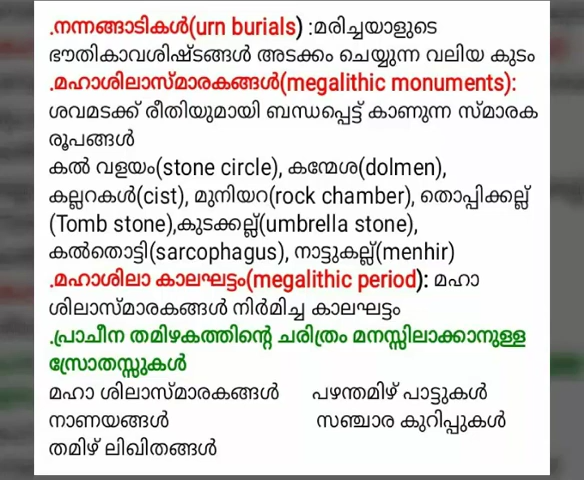 .നന്നങ്ങാടികൾ(urn burials) :മരിച്ചയാളുടെ
ഭൗതികാവശിഷ്ടങ്ങൾ അടക്കം ചെയ്യുന്ന വലിയ കുടം
.മഹാശിലാസ്മാരകങ്ങൾ(megalithic monuments):
ശവമടക്ക് രീതിയുമായി ബന്ധപ്പെട്ട് കാണുന്ന സ്മാരക
രൂപങ്ങൾ
കൽ വളയം(stone circle), കന്മേശ(dolmen),
കല്ലറകൾ(cist), മുനിയറ(rock chamber), തൊപ്പിക്കല്ല്
(Tomb stone),കുടക്കല്ല്(umbrella stone),
കൽതൊട്ടി(sarcophagus), നാട്ടുകല്ല്(menhir)
.മഹാശിലാ കാലഘട്ടം(megalithic period): മഹാ
ശിലാസ്മാരകങ്ങൾ നിർമിച്ച കാലഘട്ടം
.പ്രാചീന തമിഴകത്തിന്റെ ചരിത്രം മനസ്സിലാക്കാനുള്ള
സ്രോതസ്സുകൾ
മഹാ ശിലാസ്മാരകങ്ങൾ പഴന്തമിഴ് പാട്ടുകൾ
നാണയങ്ങൾ സഞ്ചാര കുറിപ്പുകൾ
തമിഴ് ലിഖിതങ്ങൾ